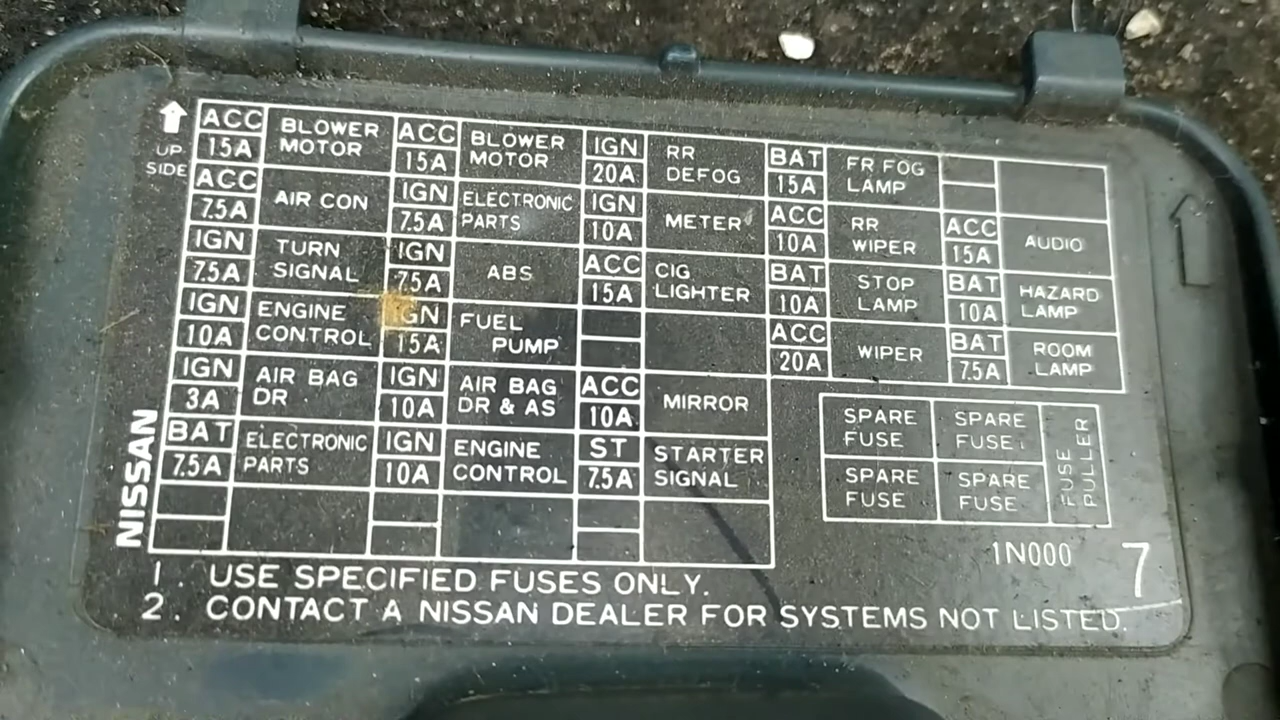 UP
SIDE
ACC
15A
BLOWER
MOTOR
ACC
15A
BLOWER
MOTOR
IGN
20A
RR
DEFOG
BAT
15A
FR FOG
LAMP
ACC
7.5A
AIR CON
IGN
7.5A
ELECTRONIC
PARTS
IGN
10A
METER
ACC
10A
RR
WIPER
ACC
15A
AUDIO
IGN
7.5A
TURN
SIGNAL
IGN
7.5A
ABS
ACC
15A
CIG
LIGHTER
BAT
10A
STOP
LAMP
BAT
10A
HAZARD
LAMP
IGN
10A
ENGINE
CONTROL
IGN
15A
FUEL
PUMP
ACC
20A
WIPER
BAT
7.5A
ROOM
LAMP
IGN
3A
AIR BAG
DR
IGN
10A
AIR BAG
DR & AS
ACC
10A
MIRROR
BAT
7.5A
ELECTRONIC
PARTS
IGN
10A
ENGINE
CONTROL
ST
7.5A
STARTER
SIGNAL
SPARE
FUSE
SPARE
FUSE
SPARE
FUSE
SPARE
FUSE
FUSE
PULLER
NISSAN
1N000
7
1. USE SPECIFIED FUSES ONLY.
2. CONTACT A NISSAN DEALER FOR SYSTEMS NOT LISTED.